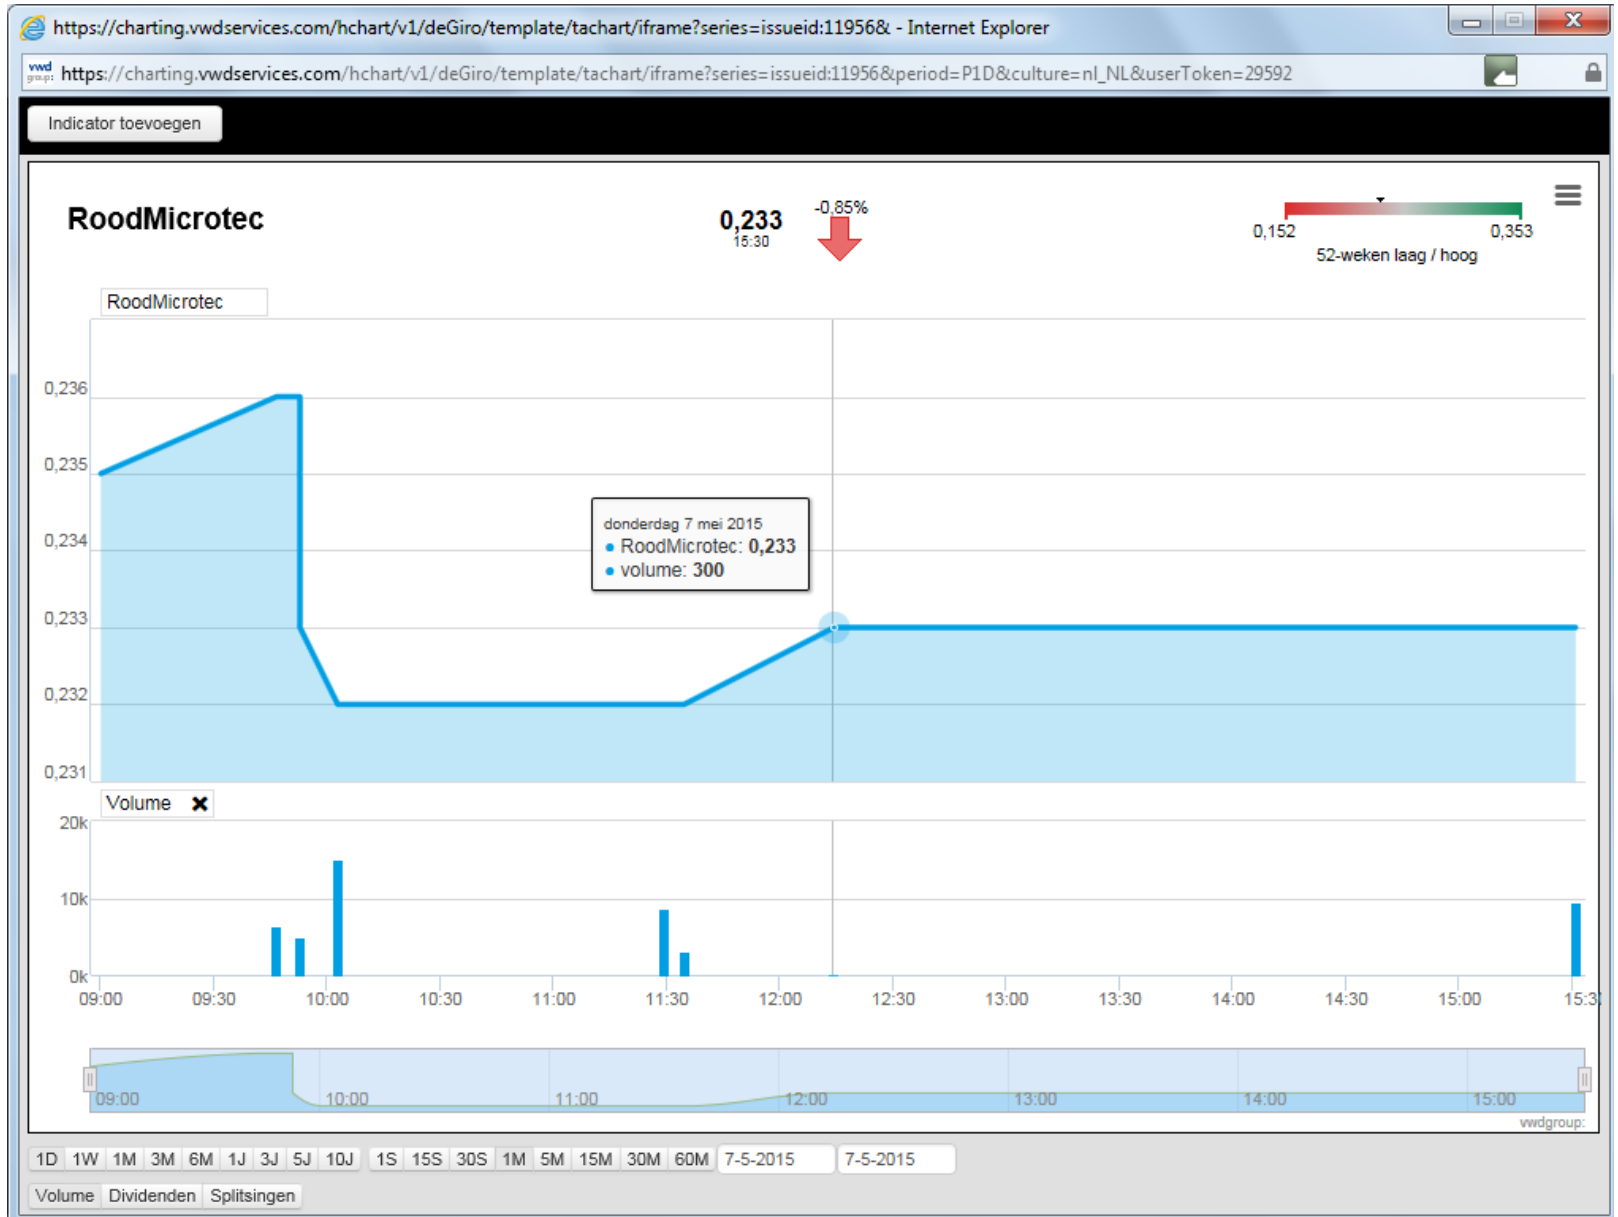 https://charting.vwdservices.com/hchart/v1/deGiro/template/tachart/iframe?series=issueid:11956& - Internet Explorer
vwd group: https://charting.vwdservices.com/hchart/v1/deGiro/template/tachart/iframe?series=issueid:11956&period=P1D&culture=nl_NL&userToken=29592
Indicator toevoegen
RoodMicrotec
0,233
15:30
-0,85%
0,152 0,353
52-weken laag / hoog
RoodMicrotec
0,236
0,235
donderdag 7 mei 2015
RoodMicrotec: 0,233
volume: 300
0,234
0,233
0,232
0,231
Volume
20k
10k
0k
09:00 09:30 10:00 10:30 11:00 11:30 12:00 12:30 13:00 13:30 14:00 14:30 15:00
09:00 10:00 11:00 12:00 13:00 14:00 15:00
vwdgroup:
1D 1W 1M 3M 6M 1J 3J 5J 10J 1S 15S 30S 1M 5M 15M 30M 60M 7-5-2015 7-5-2015
Volume Dividenden Splitsingen